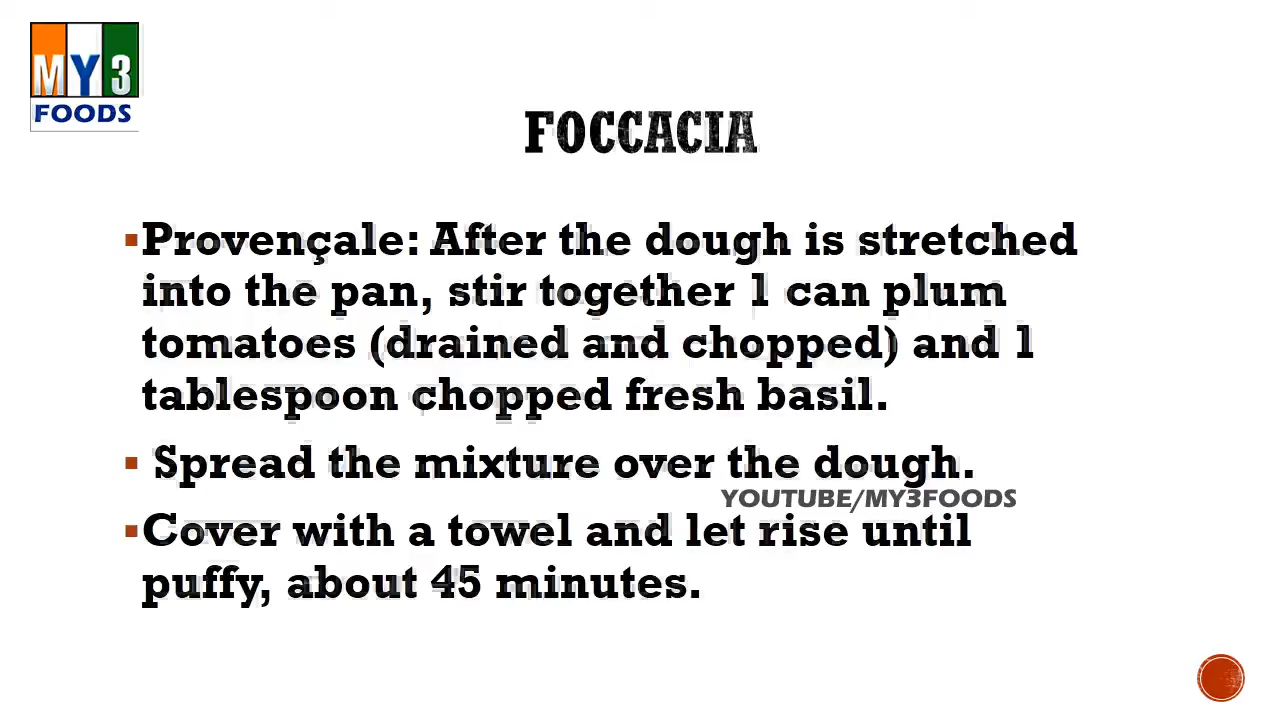 MY3
FOODS
FOCCACIA
▪Provençale: After the dough is stretched
into the pan, stir together 1 can plum
tomatoes (drained and chopped) and 1
tablespoon chopped fresh basil.
▪ Spread the mixture over the dough.
YOUTUBE/MY3FOODS
▪Cover with a towel and let rise until
puffy, about 45 minutes.